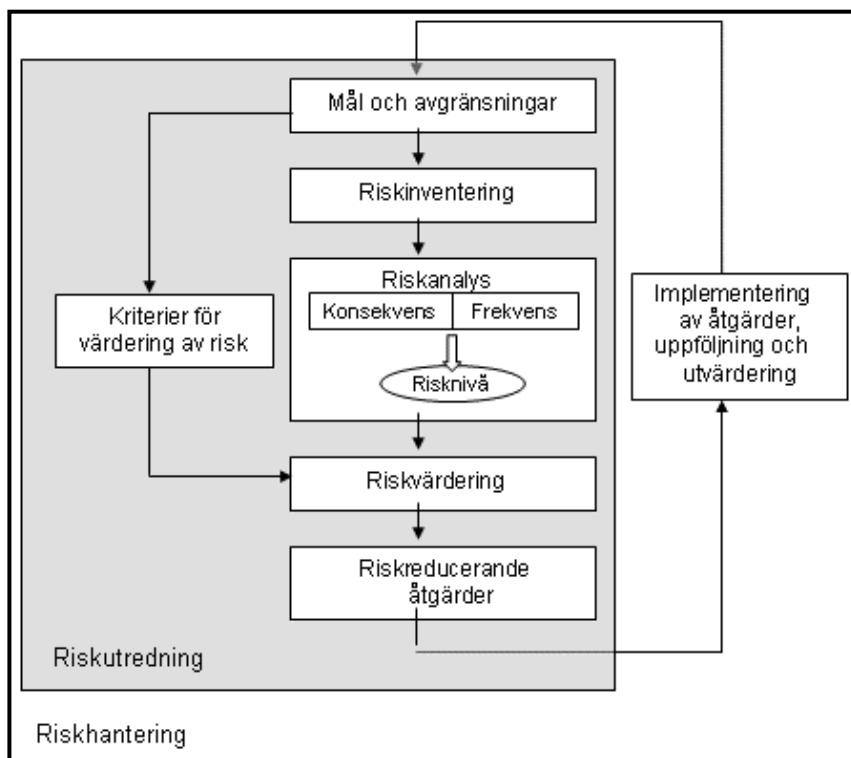 Mål och avgränsningar
Riskinventering
Riskanalys
Konsekvens Frekvens
Risknivå
Kriterier för
värdering av risk
Implementering
av åtgärder,
uppföljning och
utvärdering
Riskvärdering
Riskreducerande
åtgärder
Riskutredning
Riskhantering